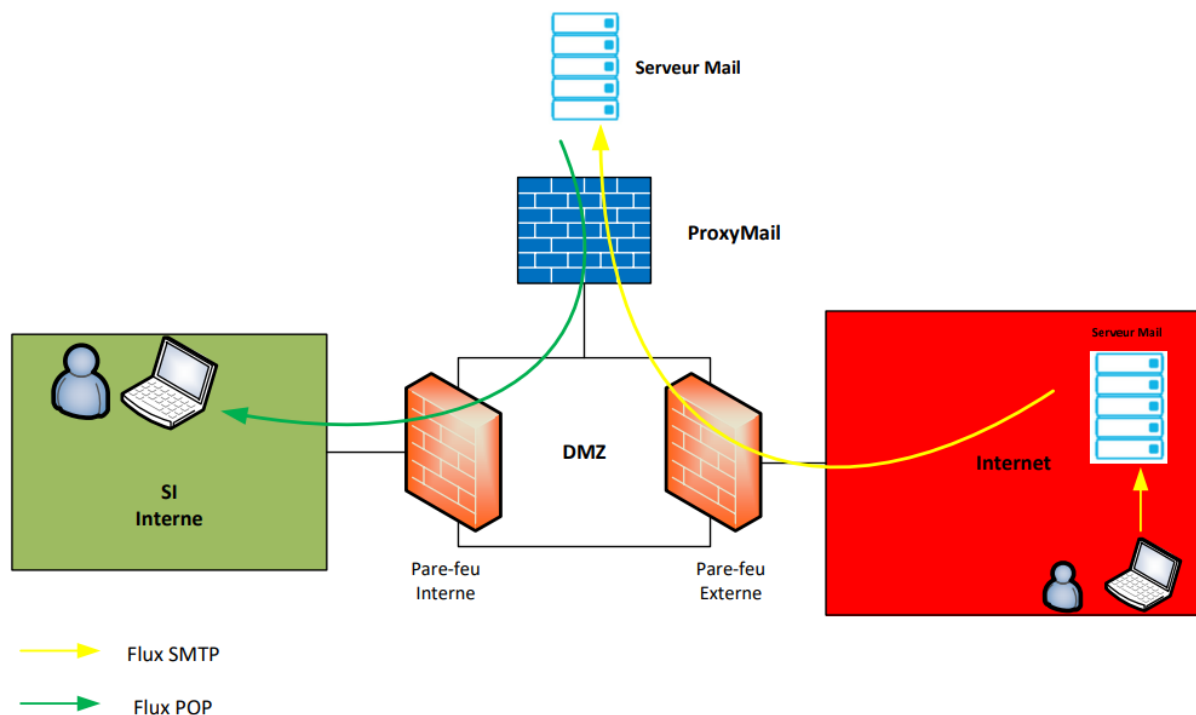 Serveur Mail
ProxyMail
Serveur Mail
DMZ
Internet
SI
Interne
Pare-feu
Interne
Pare-feu
Externe
Flux SMTP
Flux POP